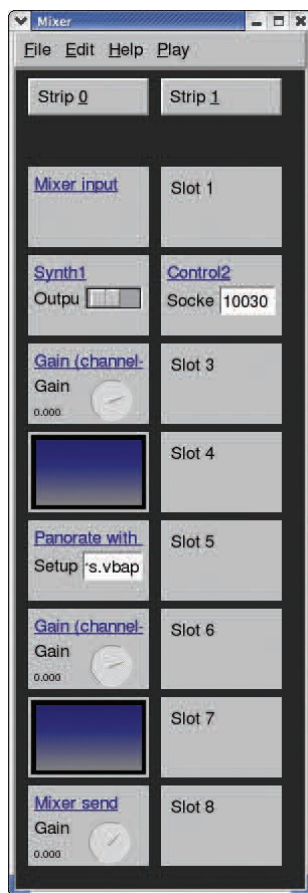 Mixer
File Edit Help Play
Strip 0
Strip 1
Mixer input
Slot 1
Synth1
Outpu
Control2
Socke 10030
Gain (channel-
Gain
0.000
Slot 3
Slot 4
Panorate with
Setup 's.vbap
Slot 5
Gain (channel-
Gain
0.000
Slot 6
Slot 7
Mixer send
Gain
0.000
Slot 8